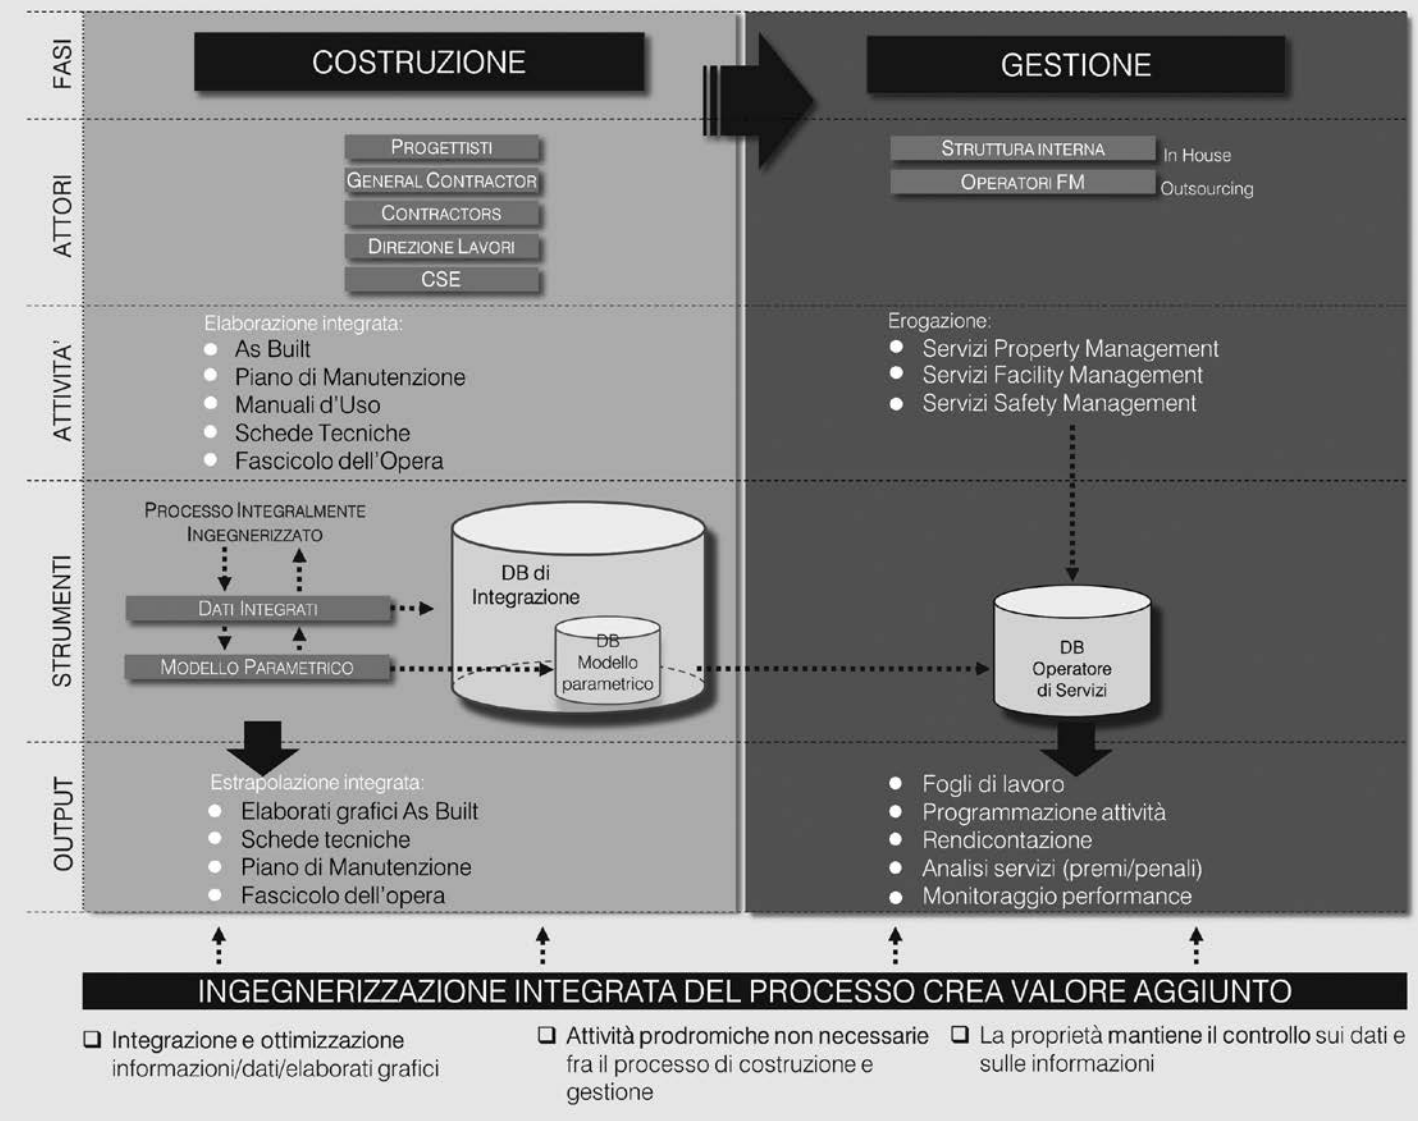 FASI
COSTRUZIONE
GESTIONE
ATTORI
PROGETTISTI
GENERAL CONTRACTOR
CONTRACTORS
DIREZIONE LAVORI
CSE
STRUTTURA INTERNA
In House
OPERATORI FM
Outsourcing
ATTIVITA'
Elaborazione integrata:
As Built
Piano di Manutenzione
Manuali d'Uso
Schede Tecniche
Fascicolo dell'Opera
Erogazione:
Servizi Property Management
Servizi Facility Management
Servizi Safety Management
STRUMENTI
PROCESSO INTEGRALMENTE
INGEGNERIZZATO
DATI INTEGRATI
MODELLO PARAMETRICO
DB di
Integrazione
DB
Modello
parametrico
DB
Operatore
di Servizi
OUTPUT
Estrapolazione integrata:
Elaborati grafici As Built
Schede tecniche
Piano di Manutenzione
Fascicolo dell'opera
Fogli di lavoro
Programmazione attività
Rendicontazione
Analisi servizi (premi/penali)
Monitoraggio performance
INGEGNERIZZAZIONE INTEGRATA DEL PROCESSO CREA VALORE AGGIUNTO
Integrazione e ottimizzazione
informazioni/dati/elaborati grafici
Attività prodromiche non necessarie
fra il processo di costruzione e
gestione
La proprietà mantiene il controllo sui dati e
sulle informazioni